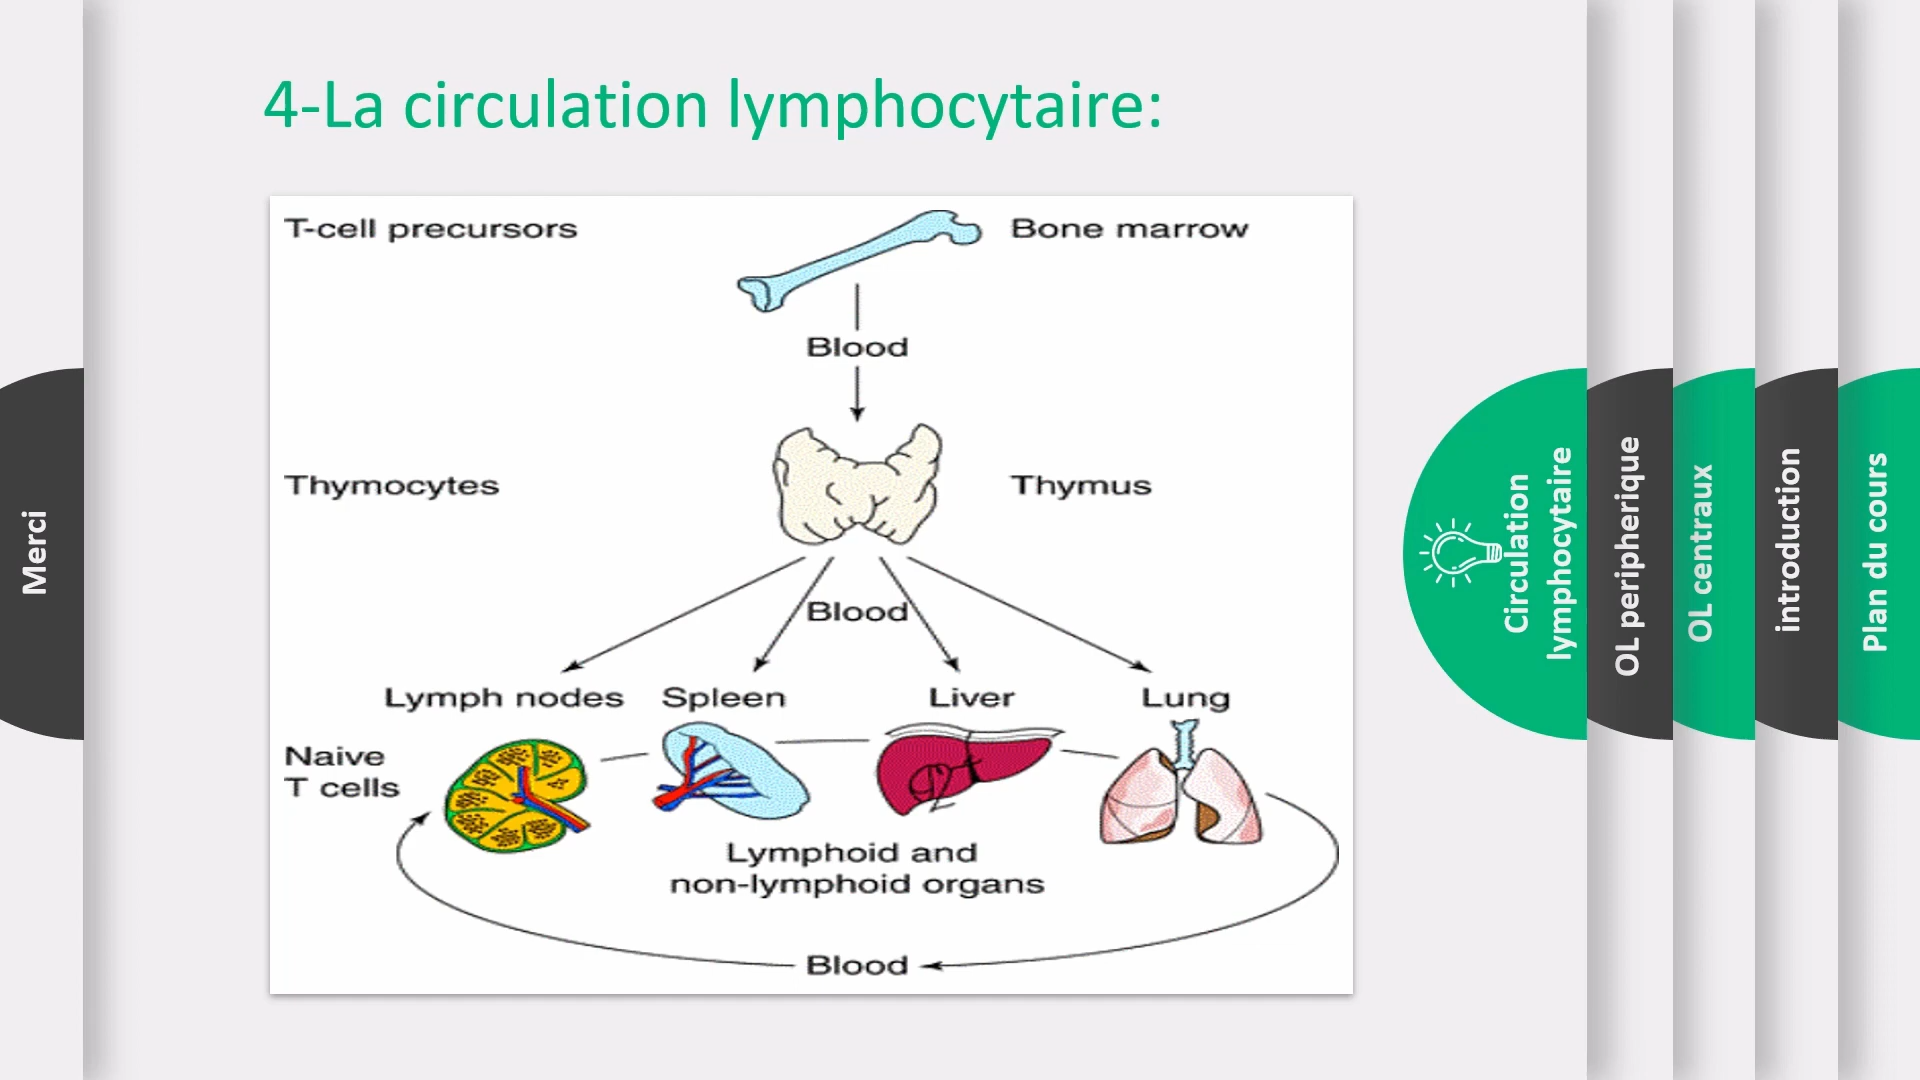 4-La circulation lymphocytaire:
T-cell precursors
Bone marrow
Blood
Thymocytes
Thymus
Blood
Lymph nodes
Spleen
Liver
Lung
Naive
T cells
Lymphoid and
non-lymphoid organs
Blood
Merci
Circulation
lymphocytaire
OL peripherique
OL centraux
introduction
Plan du cours